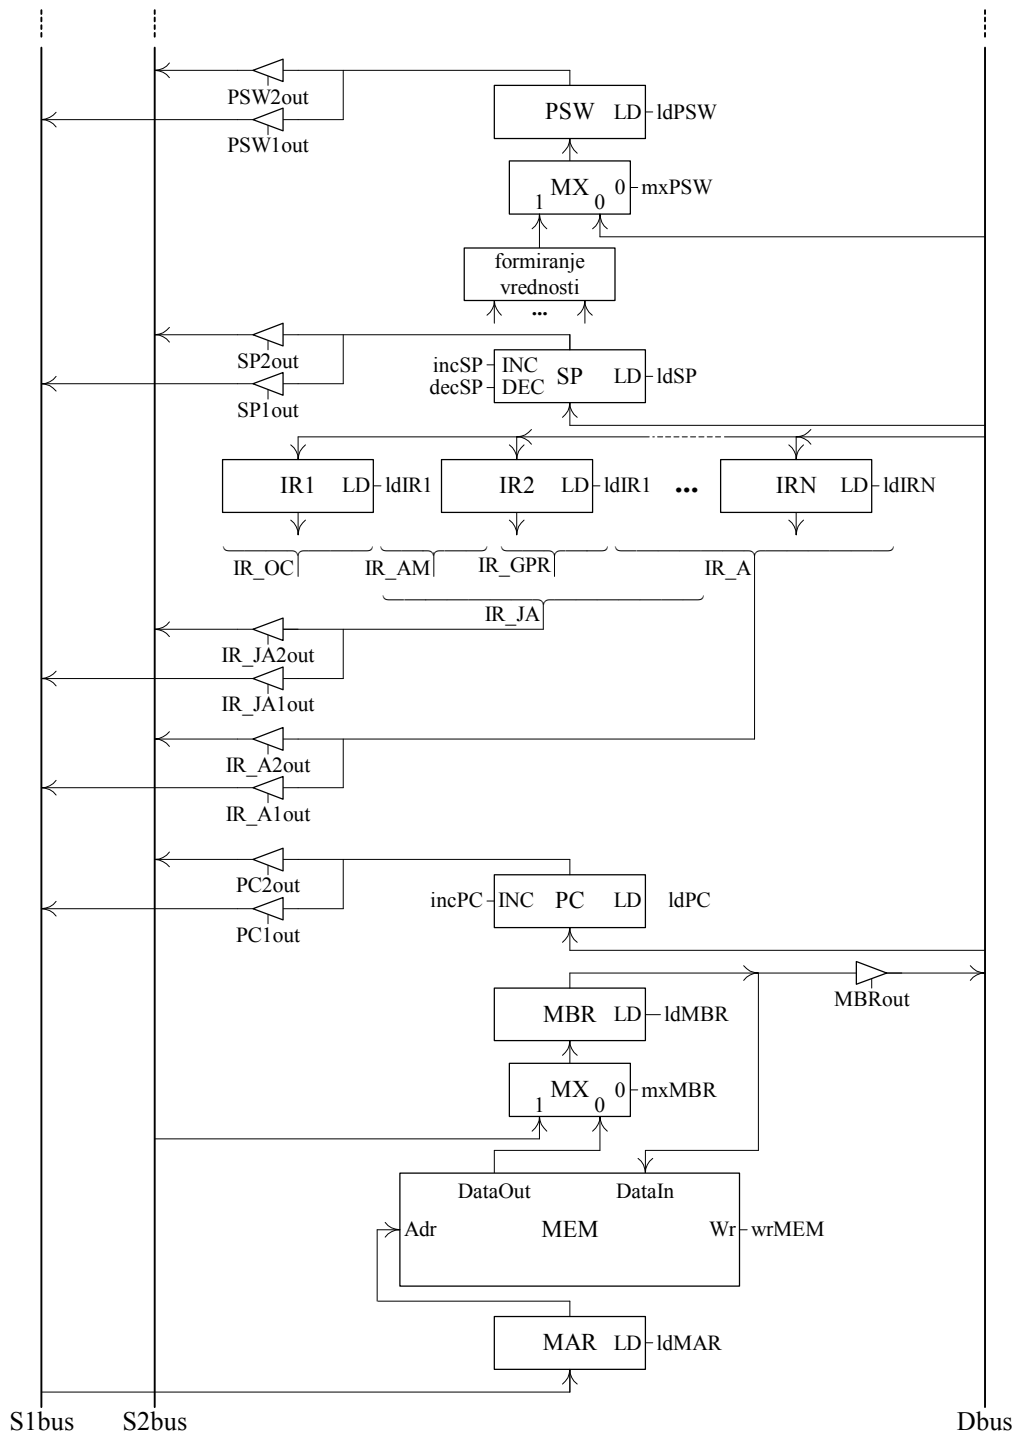 PSW2out
PSW LD ldPSW
PSW1out
MX 0 mxPSW
1 0
formiranje
vrednosti
...
SP2out
incSP INC SP LD ldSP
decSP DEC
SP1out
IR1 LD ldIR1 IR2 LD ldIR1 ... IRN LD ldIRN
IR_OC IR_AM IR_GPR IR_A
IR_JA
IR_JA2out
IR_JA1out
IR_A2out
IR_A1out
PC2out
incPC INC PC LD ldPC
PC1out
MBRout
MBR LD ldMBR
MX 0 mxMBR
1 0
DataOut DataIn
Adr MEM Wr wrMEM
MAR LD ldMAR
S1bus S2bus Dbus